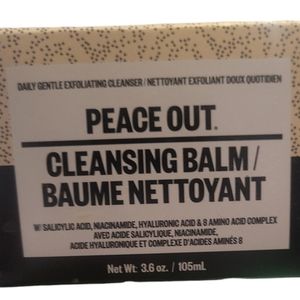 DAILY GENTLE EXFOLIATING CLEANSER / NETTOYANT EXFOLIANT DOUX QUOTIDIEN
PEACE OUT®
CLEANSING BALM /
BAUME NETTOYANT
W/ SALICYLIC ACID, NIACINAMIDE, HYALURONIC ACID & 8 AMINO ACID COMPLEX
AVEC ACIDE SALICYLIQUE, NIACINAMIDE,
ACIDE HYALURONIQUE ET COMPLEXE D'ACIDES AMINÉS 8
Net Wt: 3.6 oz. / 105mL